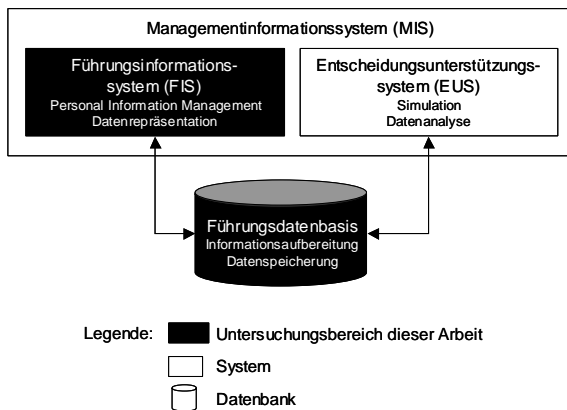 Managementinformationssystem (MIS)
Führungsinformations-
system (FIS)
Personal Information Management
Datenrepräsentation
Entscheidungsunterstützungs-
system (EUS)
Simulation
Datenanalyse
Führungsdatenbasis
Informationsaufbereitung
Datenspeicherung
Legende:
Untersuchungsbereich dieser Arbeit
System
Datenbank